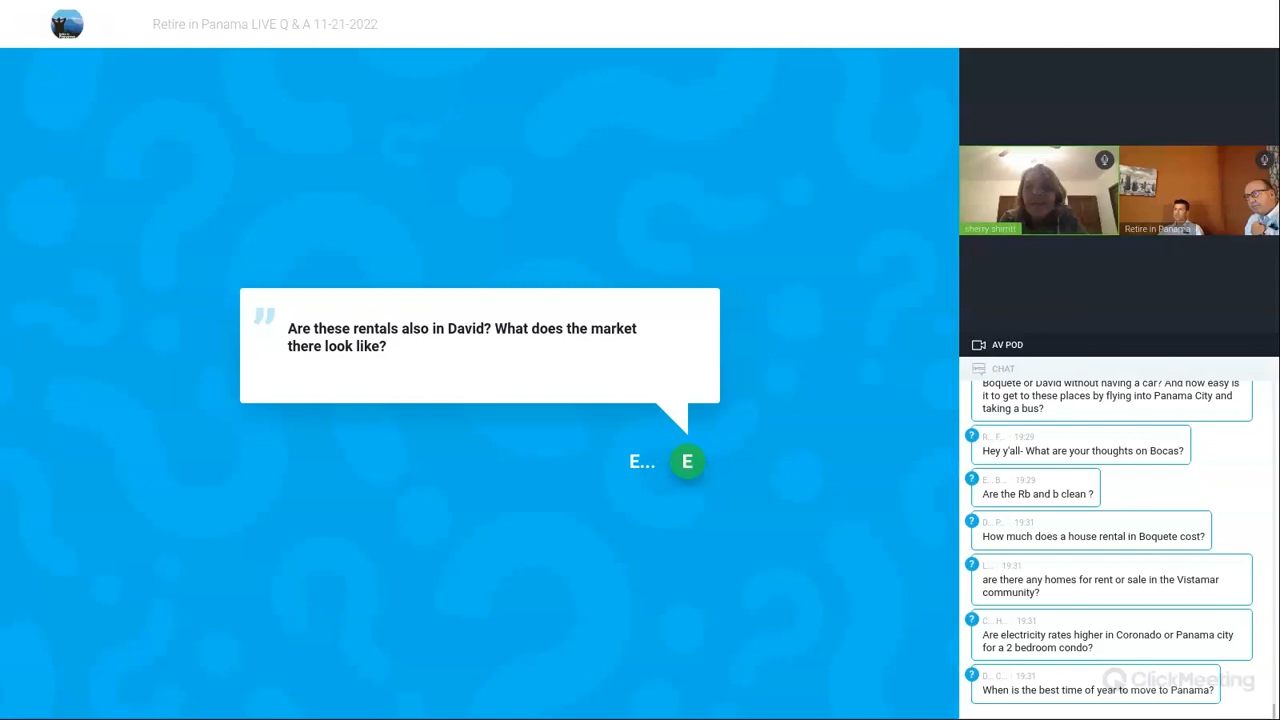 Retire in Panama LIVE Q & A 11-21-2022
Are these rentals also in David? What does the market
there look like?
E...
E
sherry shirritt
Retire in Panama
AV POD
CHAT
Boquete or David without having a car? And how easy is
it to get to these places by flying into Panama City and
taking a bus?
R... F... · 19:29
Hey y'all- What are your thoughts on Bocas?
E... B... · 19:29
Are the Rb and b clean ?
D... P... · 19:31
How much does a house rental in Boquete cost?
L... · 19:31
are there any homes for rent or sale in the Vistamar
community?
C... H... · 19:31
Are electricity rates higher in Coronado or Panama city
for a 2 bedroom condo?
D... C... · 19:31
When is the best time of year to move to Panama?
ClickMeeting